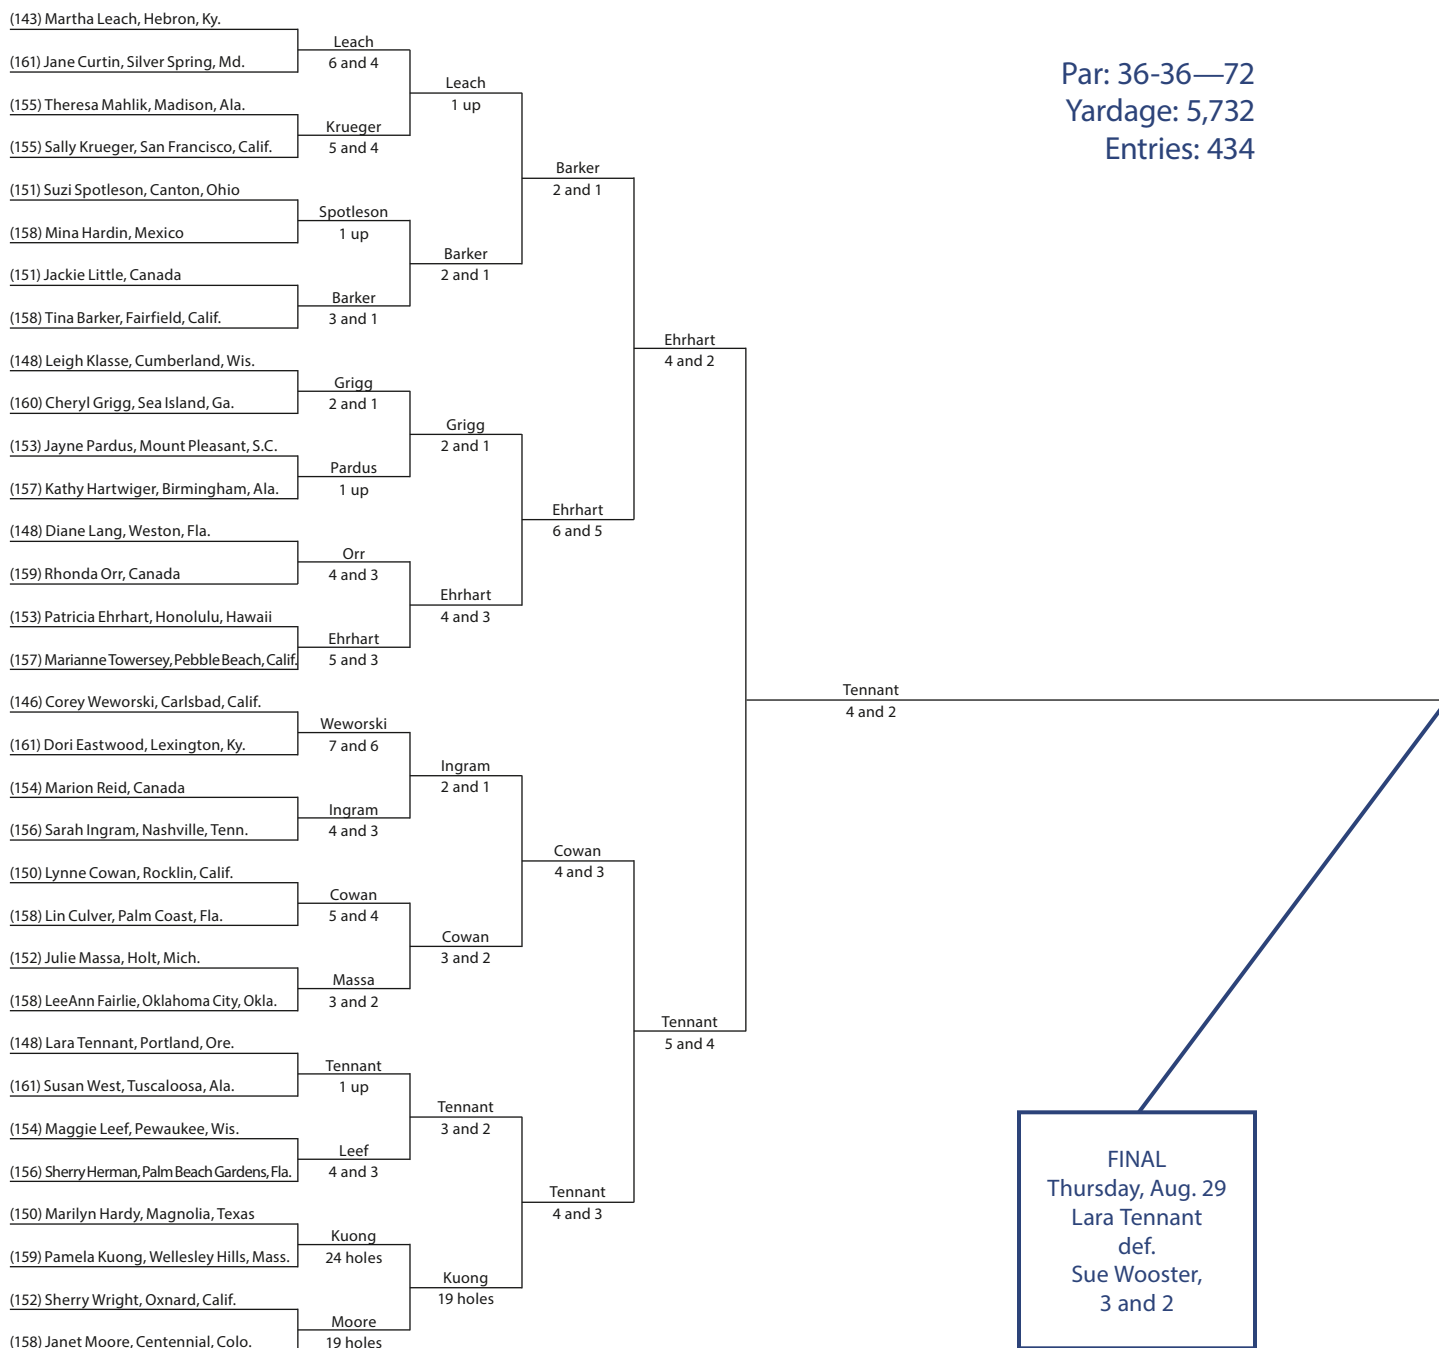 (143) Martha Leach, Hebron, Ky.
(161) Jane Curtin, Silver Spring, Md.
(155) Theresa Mahlik, Madison, Ala.
(155) Sally Krueger, San Francisco, Calif.
(151) Suzi Spotleson, Canton, Ohio
(158) Mina Hardin, Mexico
(151) Jackie Little, Canada
(158) Tina Barker, Fairfield, Calif.
(148) Leigh Klasse, Cumberland, Wis.
(160) Cheryl Grigg, Sea Island, Ga.
(153) Jayne Pardus, Mount Pleasant, S.C.
(157) Kathy Hartwiger, Birmingham, Ala.
(148) Diane Lang, Weston, Fla.
(159) Rhonda Orr, Canada
(153) Patricia Ehrhart, Honolulu, Hawaii
(157) Marianne Towersey, Pebble Beach, Calif.
(146) Corey Weworski, Carlsbad, Calif.
(161) Dori Eastwood, Lexington, Ky.
(154) Marion Reid, Canada
(156) Sarah Ingram, Nashville, Tenn.
(150) Lynne Cowan, Rocklin, Calif.
(158) Lin Culver, Palm Coast, Fla.
(152) Julie Massa, Holt, Mich.
(158) LeeAnn Fairlie, Oklahoma City, Okla.
(148) Lara Tennant, Portland, Ore.
(161) Susan West, Tuscaloosa, Ala.
(154) Maggie Leef, Pewaukee, Wis.
(156) Sherry Herman, Palm Beach Gardens, Fla.
(150) Marilyn Hardy, Magnolia, Texas
(159) Pamela Kuong, Wellesley Hills, Mass.
(152) Sherry Wright, Oxnard, Calif.
(158) Janet Moore, Centennial, Colo.
Leach
6 and 4
Krueger
5 and 4
Spotleson
1 up
Barker
3 and 1
Grigg
2 and 1
Pardus
1 up
Orr
4 and 3
Ehrhart
5 and 3
Weworski
7 and 6
Ingram
4 and 3
Cowan
5 and 4
Massa
3 and 2
Tennant
1 up
Leef
4 and 3
Kuong
24 holes
Moore
19 holes
Leach
1 up
Barker
2 and 1
Grigg
2 and 1
Ehrhart
4 and 3
Ingram
2 and 1
Cowan
3 and 2
Tennant
3 and 2
Kuong
19 holes
Barker
2 and 1
Ehrhart
6 and 5
Cowan
4 and 3
Tennant
4 and 3
Ehrhart
4 and 2
Tennant
5 and 4
Tennant
4 and 2
Par: 36-36—72
Yardage: 5,732
Entries: 434
FINAL
Thursday, Aug. 29
Lara Tennant
def.
Sue Wooster,
3 and 2